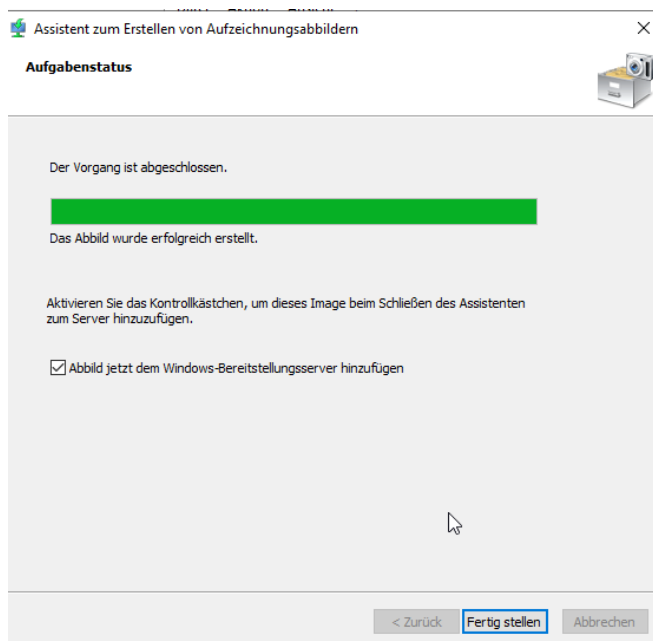 Assistent zum Erstellen von Aufzeichnungsabbildern
Aufgabenstatus
Der Vorgang ist abgeschlossen.
Das Abbild wurde erfolgreich erstellt.
Aktivieren Sie das Kontrollkästchen, um dieses Image beim Schließen des Assistenten
zum Server hinzuzufügen.
Abbild jetzt dem Windows-Bereitstellungsserver hinzufügen
< Zurück Fertig stellen Abbrechen